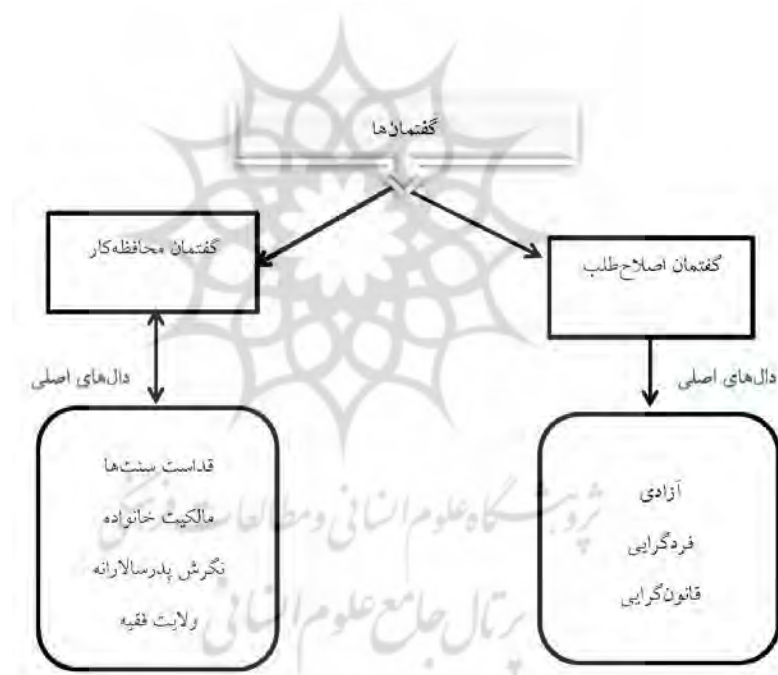 گفتمان‌ها
گفتمان اصلاح‌طلب
گفتمان محافظه‌کار
دال‌های اصلی
دال‌های اصلی
آزادی
فردگرایی
قانون‌گرایی
قداست سنت‌ها
مالکیت خانواده
نگرش پدرسالارانه
ولایت فقیه
پژوهشگاه علوم انسانی و مطالعات فرهنگی
پرتال جامع علوم انسانی